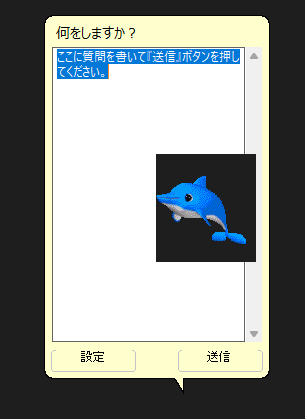 何をしますか？
ここに質問を書いて『送信』ボタンを押し
てください。
設定
送信